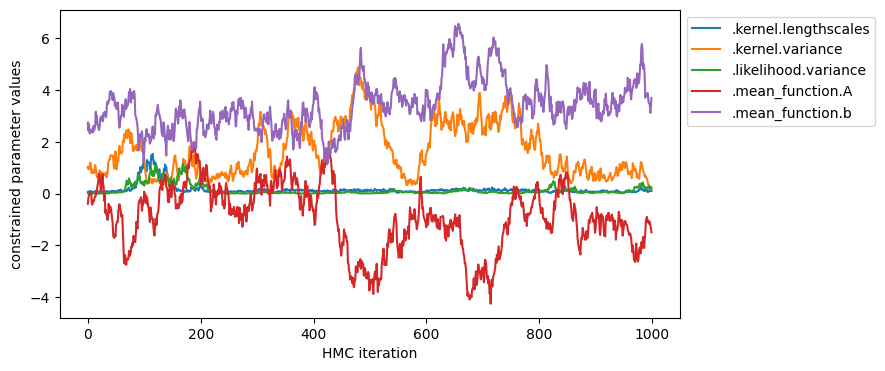 constrained parameter values
6
4
2
0
−2
−4
0
200
400
600
800
1000
HMC iteration
.kernel.lengthscales
.kernel.variance
.likelihood.variance
.mean_function.A
.mean_function.b